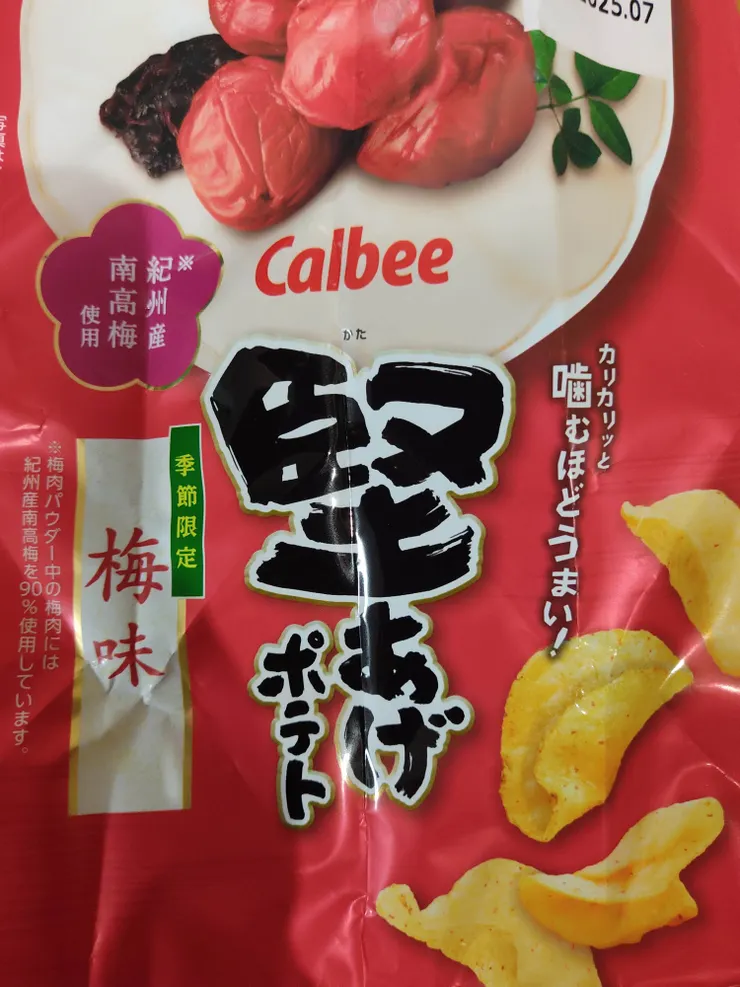 2025.07
Calbee
※
紀州産
南高梅
使用
かた
堅あげ
ポテト
カリカリッと
噛むほどうまい!
季節限定
梅味
※梅肉パウダー中の梅肉には
紀州産南高梅を90%使用しています。